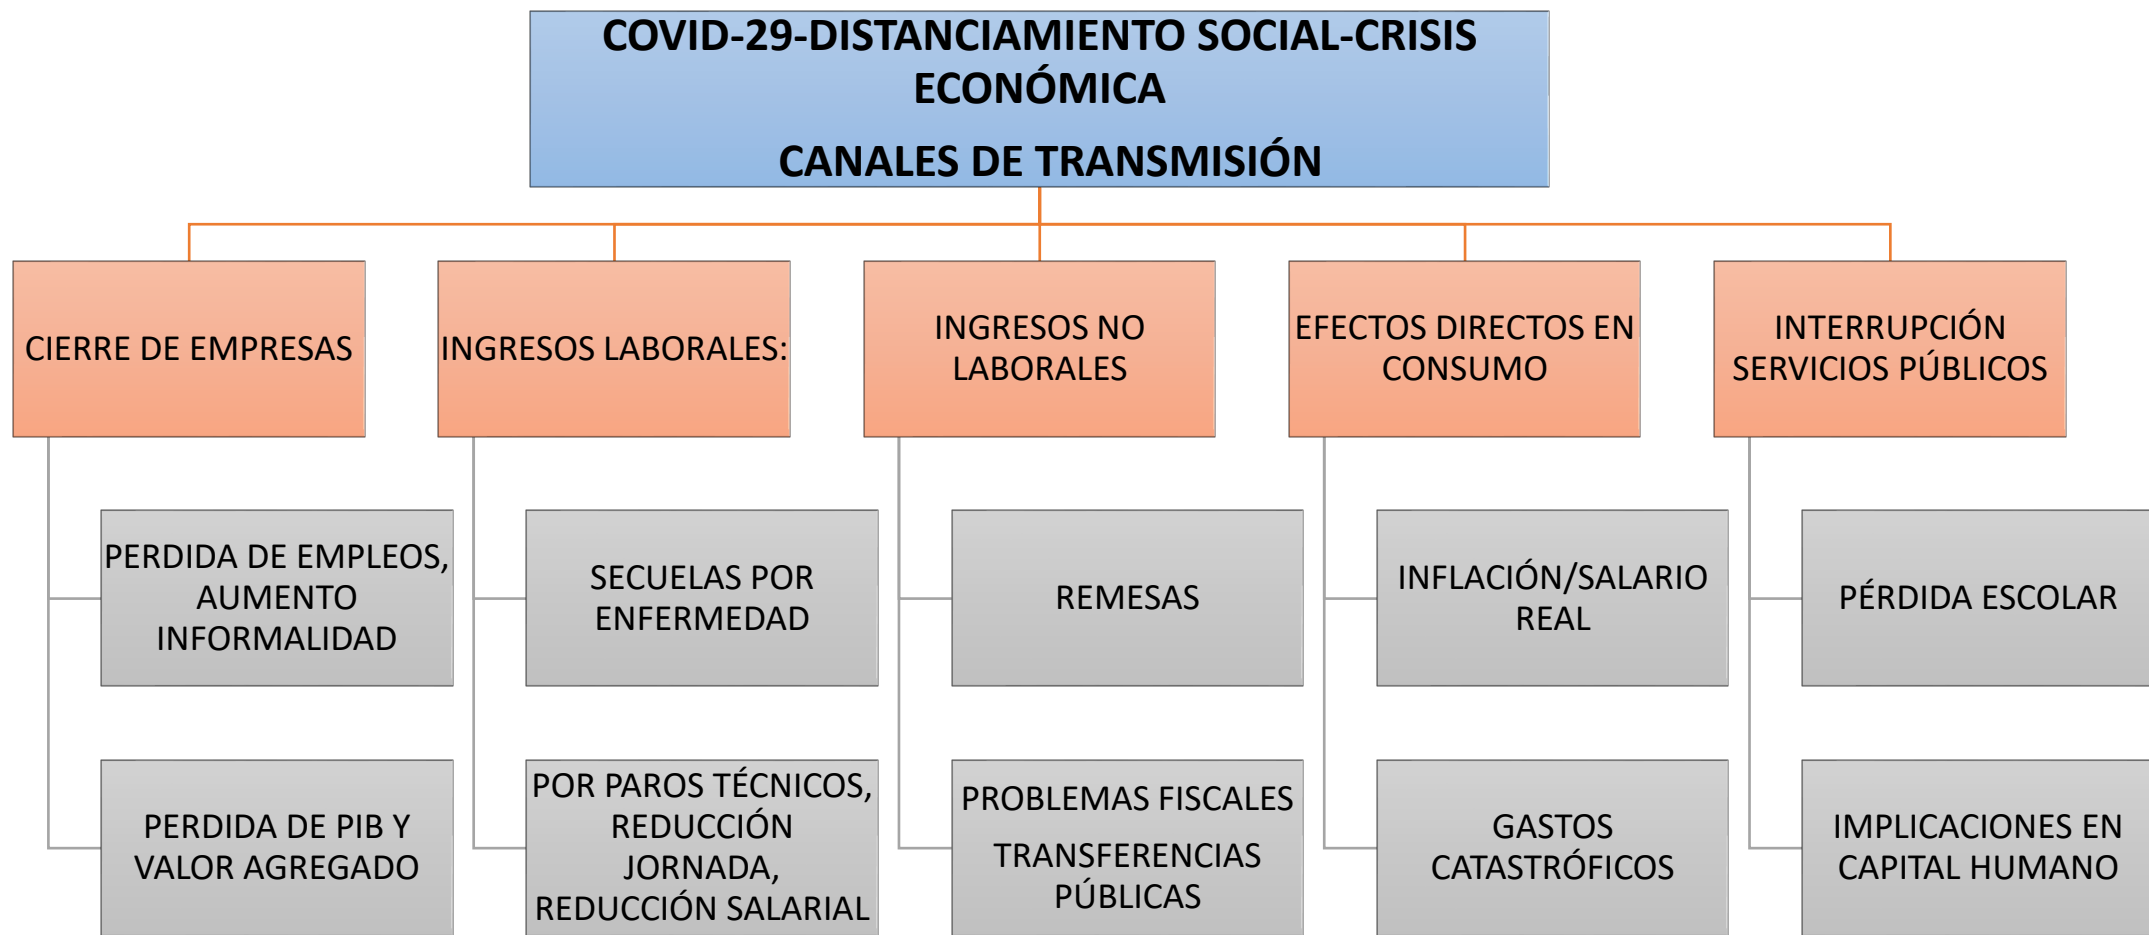 COVID-29-DISTANCIAMIENTO SOCIAL-CRISIS
ECONÓMICA
CANALES DE TRANSMISIÓN
CIERRE DE EMPRESAS
INGRESOS LABORALES:
INGRESOS NO
LABORALES
EFECTOS DIRECTOS EN
CONSUMO
INTERRUPCIÓN
SERVICIOS PÚBLICOS
PERDIDA DE EMPLEOS,
AUMENTO
INFORMALIDAD
SECUELAS POR
ENFERMEDAD
REMESAS
INFLACIÓN/SALARIO
REAL
PÉRDIDA ESCOLAR
PERDIDA DE PIB Y
VALOR AGREGADO
POR PAROS TÉCNICOS,
REDUCCIÓN
JORNADA,
REDUCCIÓN SALARIAL
PROBLEMAS FISCALES
TRANSFERENCIAS
PÚBLICAS
GASTOS
CATASTRÓFICOS
IMPLICACIONES EN
CAPITAL HUMANO